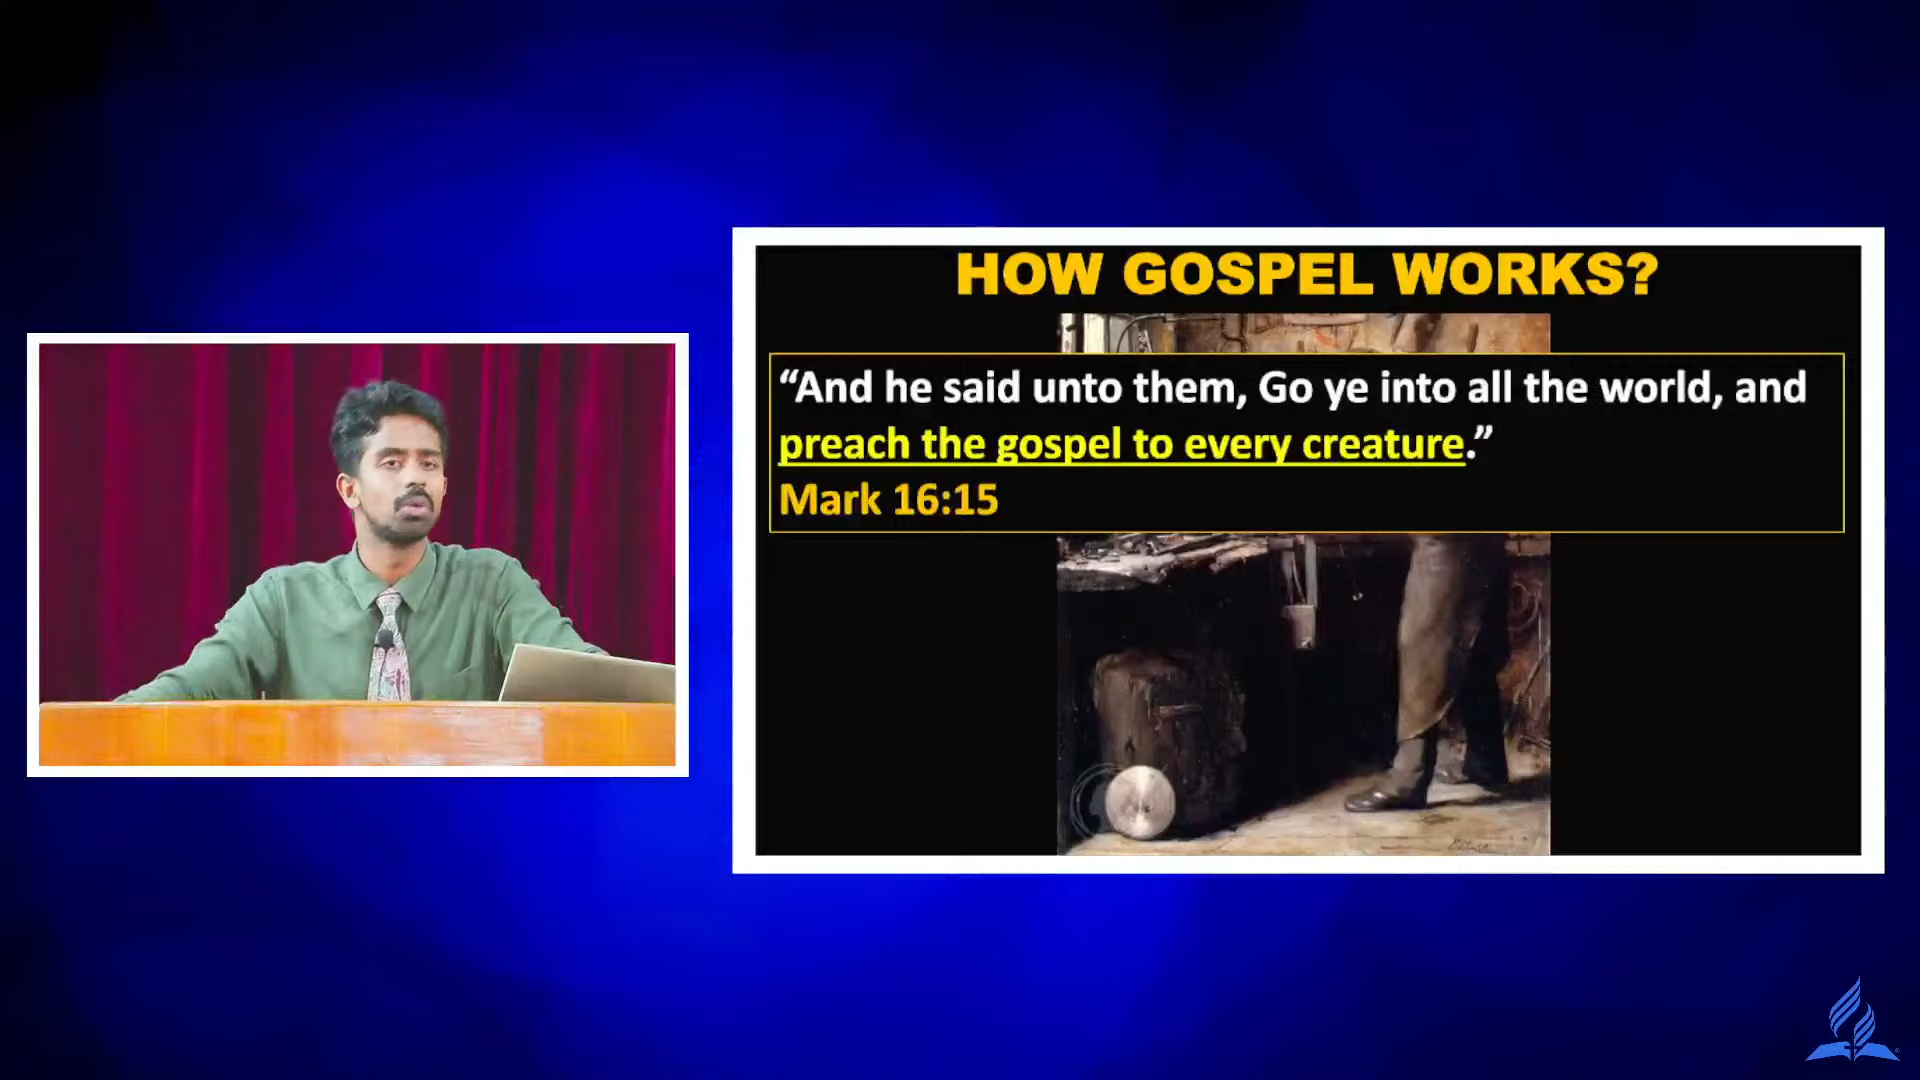 HOW GOSPEL WORKS?
“And he said unto them, Go ye into all the world, and
preach the gospel to every creature.”
Mark 16:15